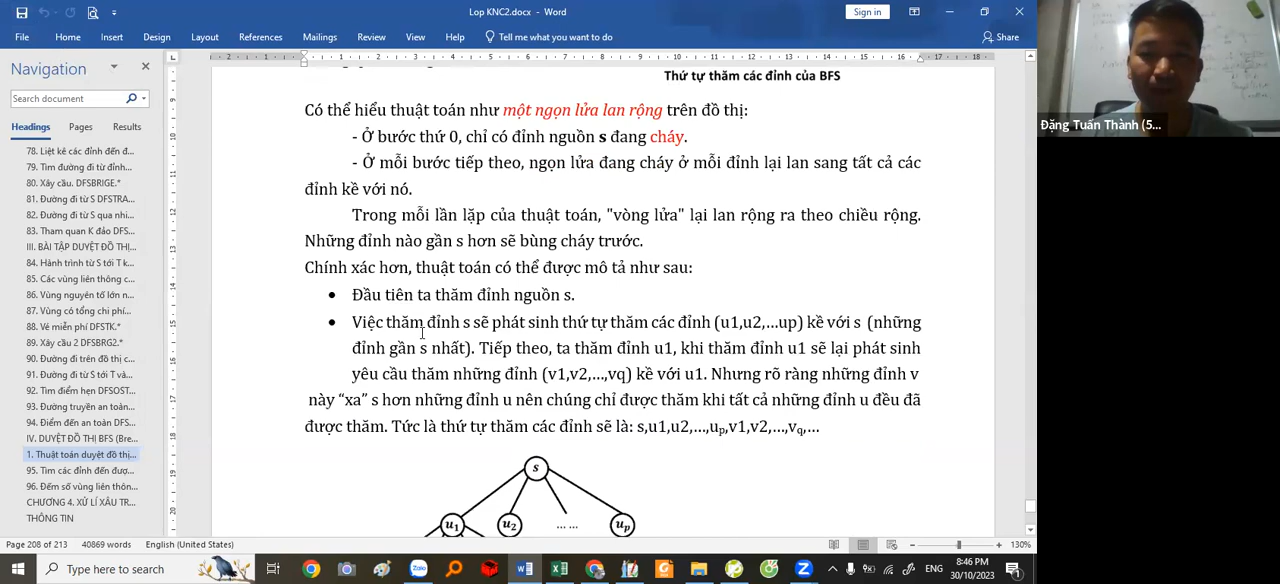 Lop KNC2.docx - Word
Sign in
File Home Insert Design Layout References Mailings Review View Help Tell me what you want to do Share
Navigation
Search document
Headings Pages Results
78. Liệt kê các đỉnh đến đ...
79. Tìm đường đi từ đỉnh...
80. Xây cầu. DFSBRIGE.*
81. Đường đi từ S DFSTRA...
82. Đường đi từ S qua nhi...
83. Tham quan K đảo DFS...
III. BÀI TẬP DUYỆT ĐỒ THỊ...
84. Hành trình từ S tới T k...
85. Các vùng liên thông c...
86. Vùng nguyên tố lớn n...
87. Vùng có tổng chi phí...
88. Vé miễn phí DFSTK.*
89. Xây cầu 2 DFSBRG2.*
90. Đường đi trên đồ thị c...
91. Đường đi từ S tới T và...
92. Tìm điểm hẹn DFSOST...
93. Đường truyền an toàn...
94. Điểm đến an toàn DFS...
IV. DUYỆT ĐỒ THỊ BFS (Bre...
1. Thuật toán duyệt đồ thị...
95. Tìm các đỉnh đến đượ...
96. Đếm số vùng liên thôn...
CHƯƠNG 4. XỬ LÍ XÂU TR...
THÔNG TIN
Thứ tự thăm các đỉnh của BFS
Có thể hiểu thuật toán như một ngọn lửa lan rộng trên đồ thị:
- Ở bước thứ 0, chỉ có đỉnh nguồn s đang cháy.
- Ở mỗi bước tiếp theo, ngọn lửa đang cháy ở mỗi đỉnh lại lan sang tất cả các
đỉnh kề với nó.
Trong mỗi lần lặp của thuật toán, "vòng lửa" lại lan rộng ra theo chiều rộng.
Những đỉnh nào gần s hơn sẽ bùng cháy trước.
Chính xác hơn, thuật toán có thể được mô tả như sau:
• Đầu tiên ta thăm đỉnh nguồn s.
• Việc thăm đỉnh s sẽ phát sinh thứ tự thăm các đỉnh (u1,u2,...up) kề với s (những
đỉnh gần s nhất). Tiếp theo, ta thăm đỉnh u1, khi thăm đỉnh u1 sẽ lại phát sinh
yêu cầu thăm những đỉnh (v1,v2,...,vq) kề với u1. Nhưng rõ ràng những đỉnh v
này “xa” s hơn những đỉnh u nên chúng chỉ được thăm khi tất cả những đỉnh u đều đã
được thăm. Tức là thứ tự thăm các đỉnh sẽ là: s,u1,u2,...,up,v1,v2,...,vq,...
s
u1 u2 ... ... up
Đặng Tuấn Thành (5...
Page 208 of 213 40869 words English (United States) 130%
Type here to search
ENG
8:46 PM
30/10/2023